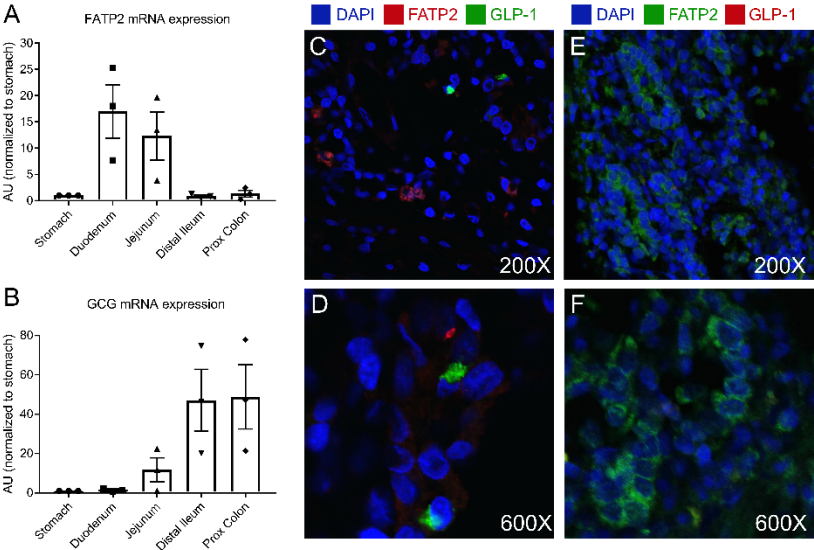 A
FATP2 mRNA expression
AU (normalized to stomach)
30
25
20
15
10
5
0
Stomach
Duodenum
Jejunum
Distal Ileum
Prox Colon
B
GCG mRNA expression
AU (normalized to stomach)
80
60
40
20
0
Stomach
Duodenum
Jejunum
Distal Ileum
Prox Colon
DAPI FATP2 GLP-1
C
200X
D
600X
DAPI FATP2 GLP-1
E
200X
F
600X